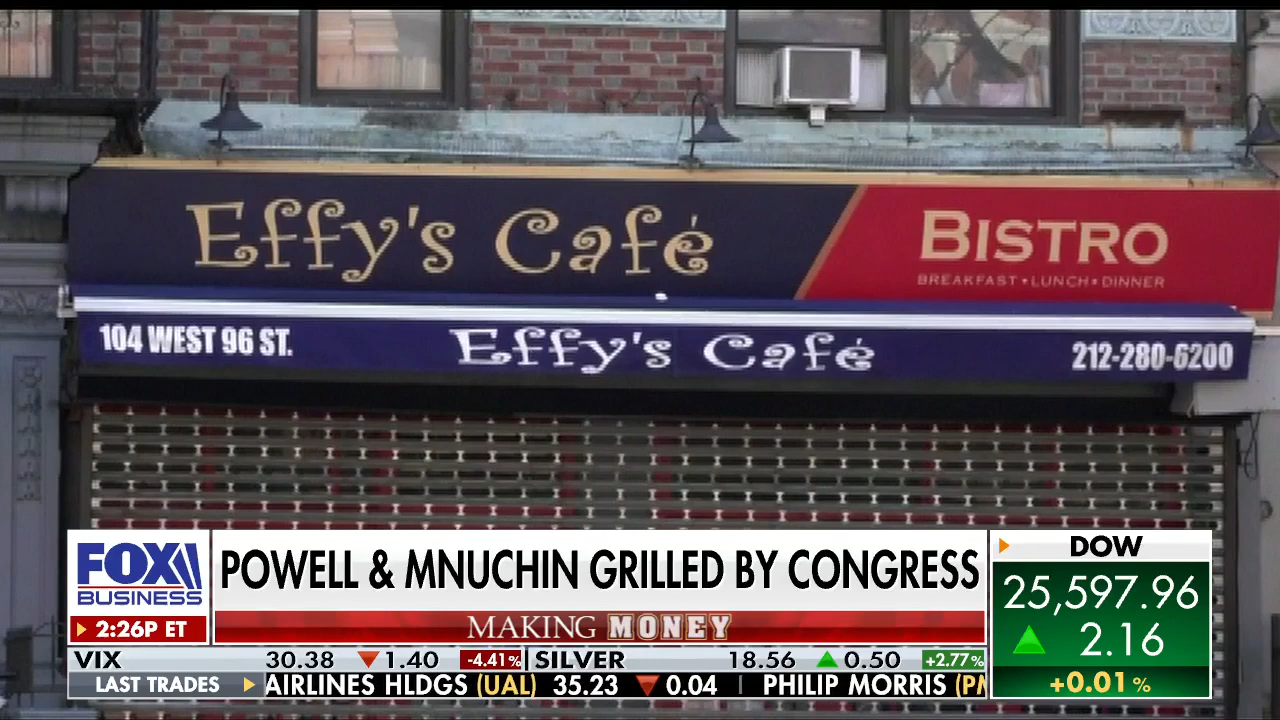 Effy's Café
BISTRO
BREAKFAST • LUNCH • DINNER
104 WEST 96 ST.
Effy's Café
212-280-6200
FOX BUSINESS
2:26P ET
POWELL & MNUCHIN GRILLED BY CONGRESS
MAKING MONEY
DOW
25,597.96
2.16
+0.01%
VIX 30.38 1.40 -4.41% SILVER 18.56 0.50 +2.77%
LAST TRADES AIRLINES HLDGS (UAL) 35.23 0.04 PHILIP MORRIS (PM